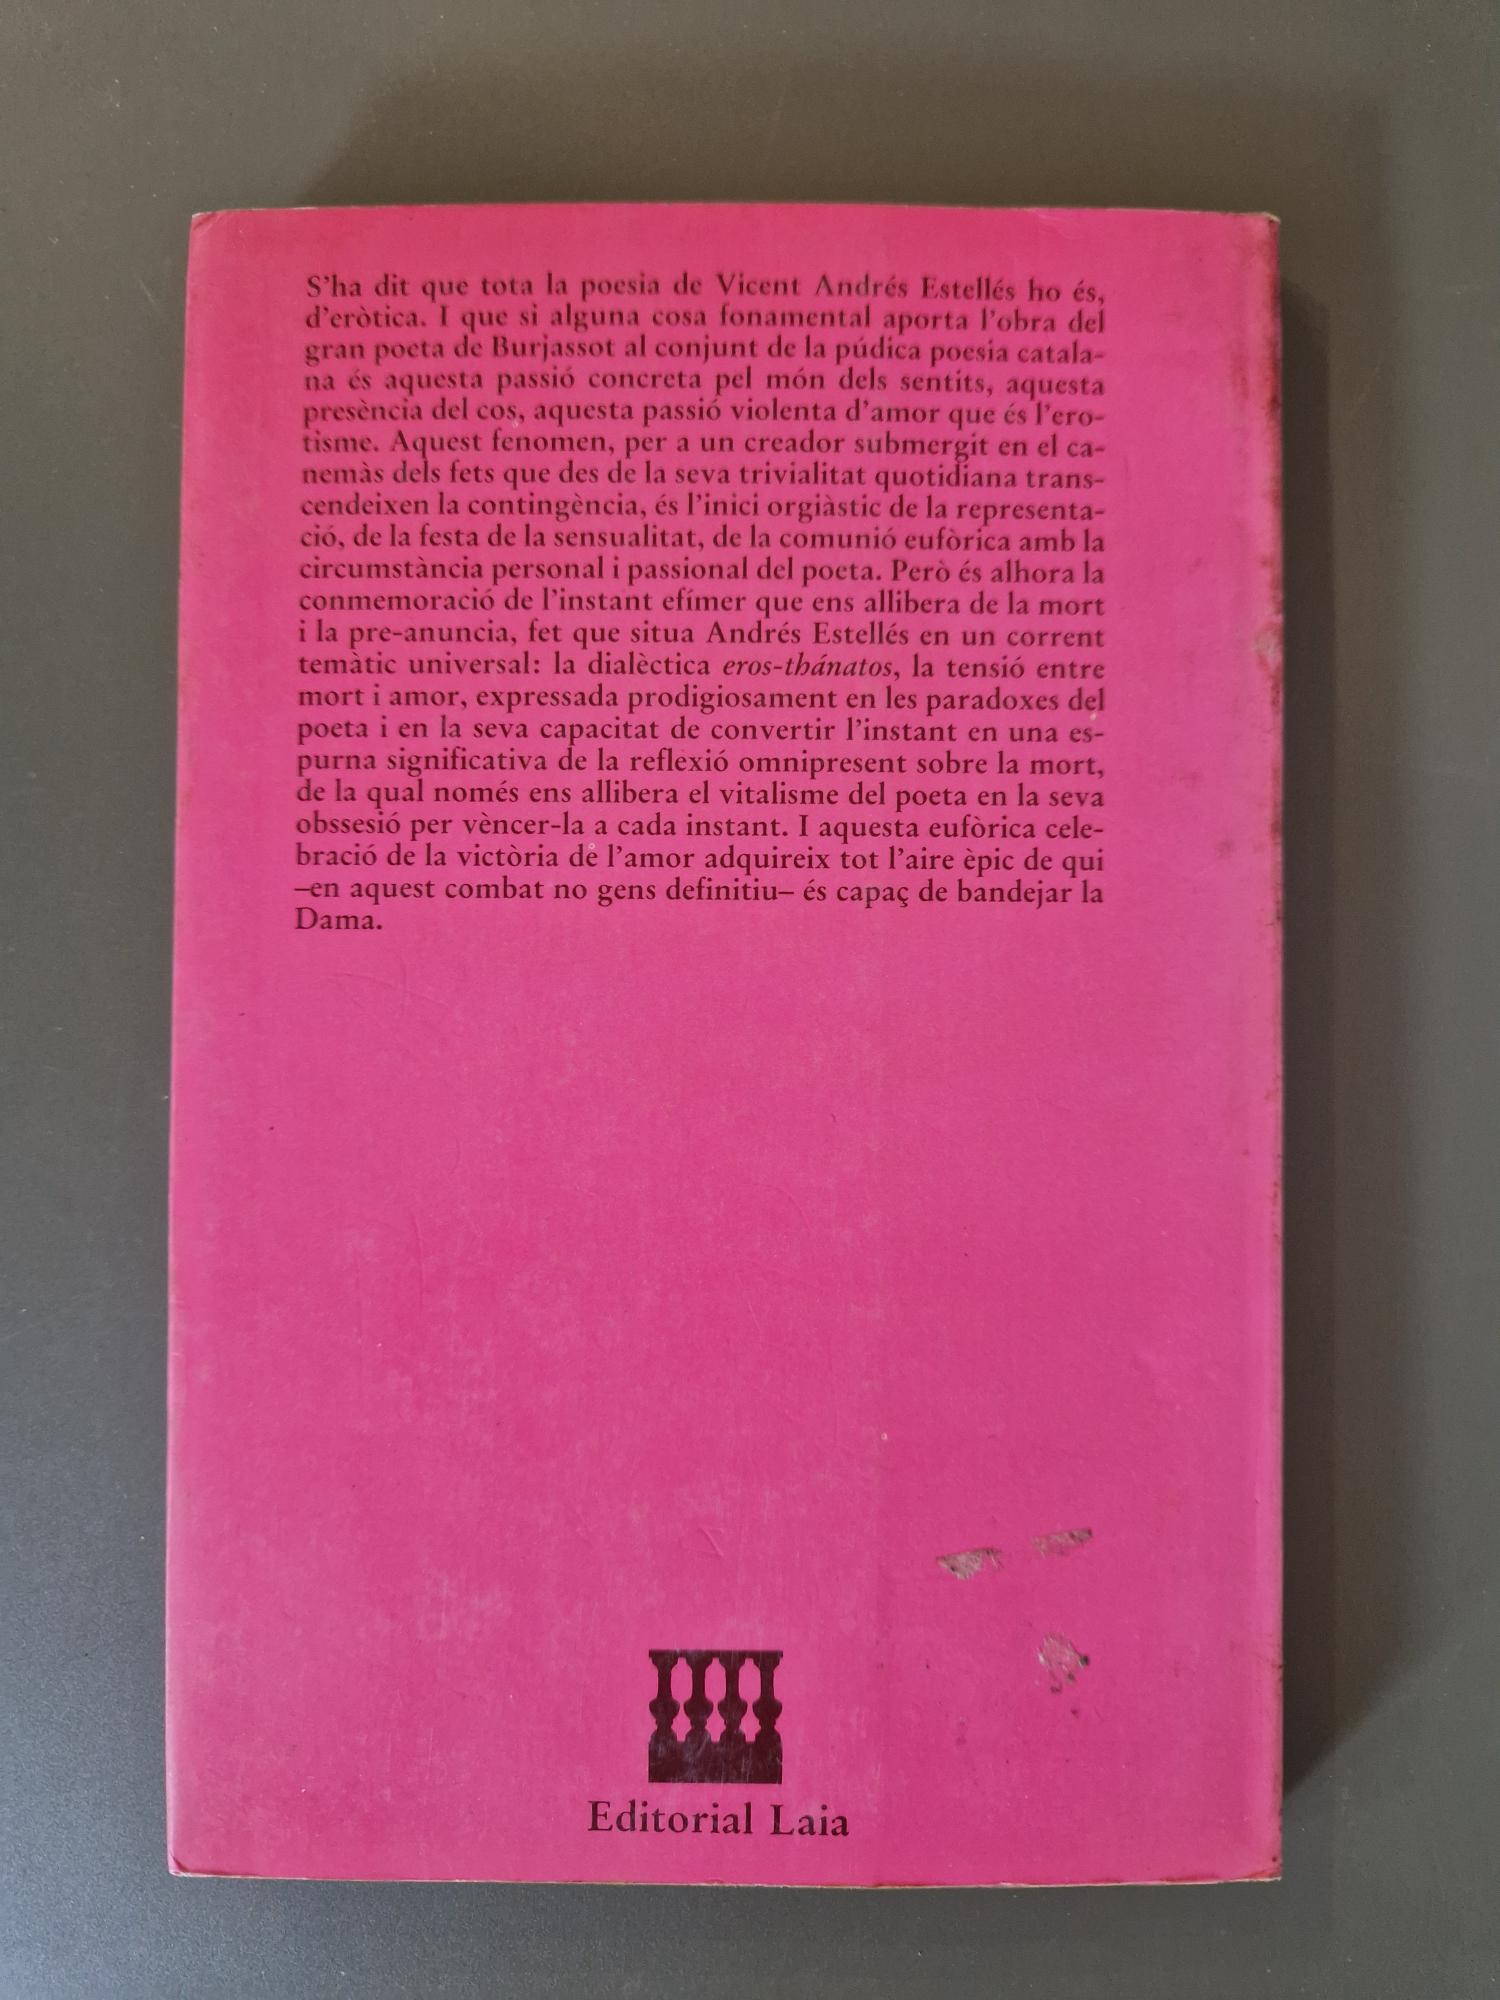 S'ha dit que tota la poesia de Vicent Andrés Estellés ho és,
d'eròtica. I que si alguna cosa fonamental aporta l'obra del
gran poeta de Burjassot al conjunt de la púdica poesia catala-
na és aquesta passió concreta pel món dels sentits, aquesta
presència del cos, aquesta passió violenta d'amor que és l'ero-
tisme. Aquest fenomen, per a un creador submergit en el ca-
nemàs dels fets que des de la seva trivialitat quotidiana trans-
cendeixen la contingència, és l'inici orgiàstic de la representa-
ció, de la festa de la sensualitat, de la comunió eufòrica amb la
circumstància personal i passional del poeta. Però és alhora la
conmemoració de l'instant efímer que ens allibera de la mort
i la pre-anuncia, fet que situa Andrés Estellés en un corrent
temàtic universal: la dialèctica eros-thánatos, la tensió entre
mort i amor, expressada prodigiosament en les paradoxes del
poeta i en la seva capacitat de convertir l'instant en una es-
purna significativa de la reflexió omnipresent sobre la mort,
de la qual només ens allibera el vitalisme del poeta en la seva
obssesió per vèncer-la a cada instant. I aquesta eufòrica cele-
bració de la victòria de l'amor adquireix tot l'aire èpic de qui
–en aquest combat no gens definitiu– és capaç de bandejar la
Dama.
Editorial Laia